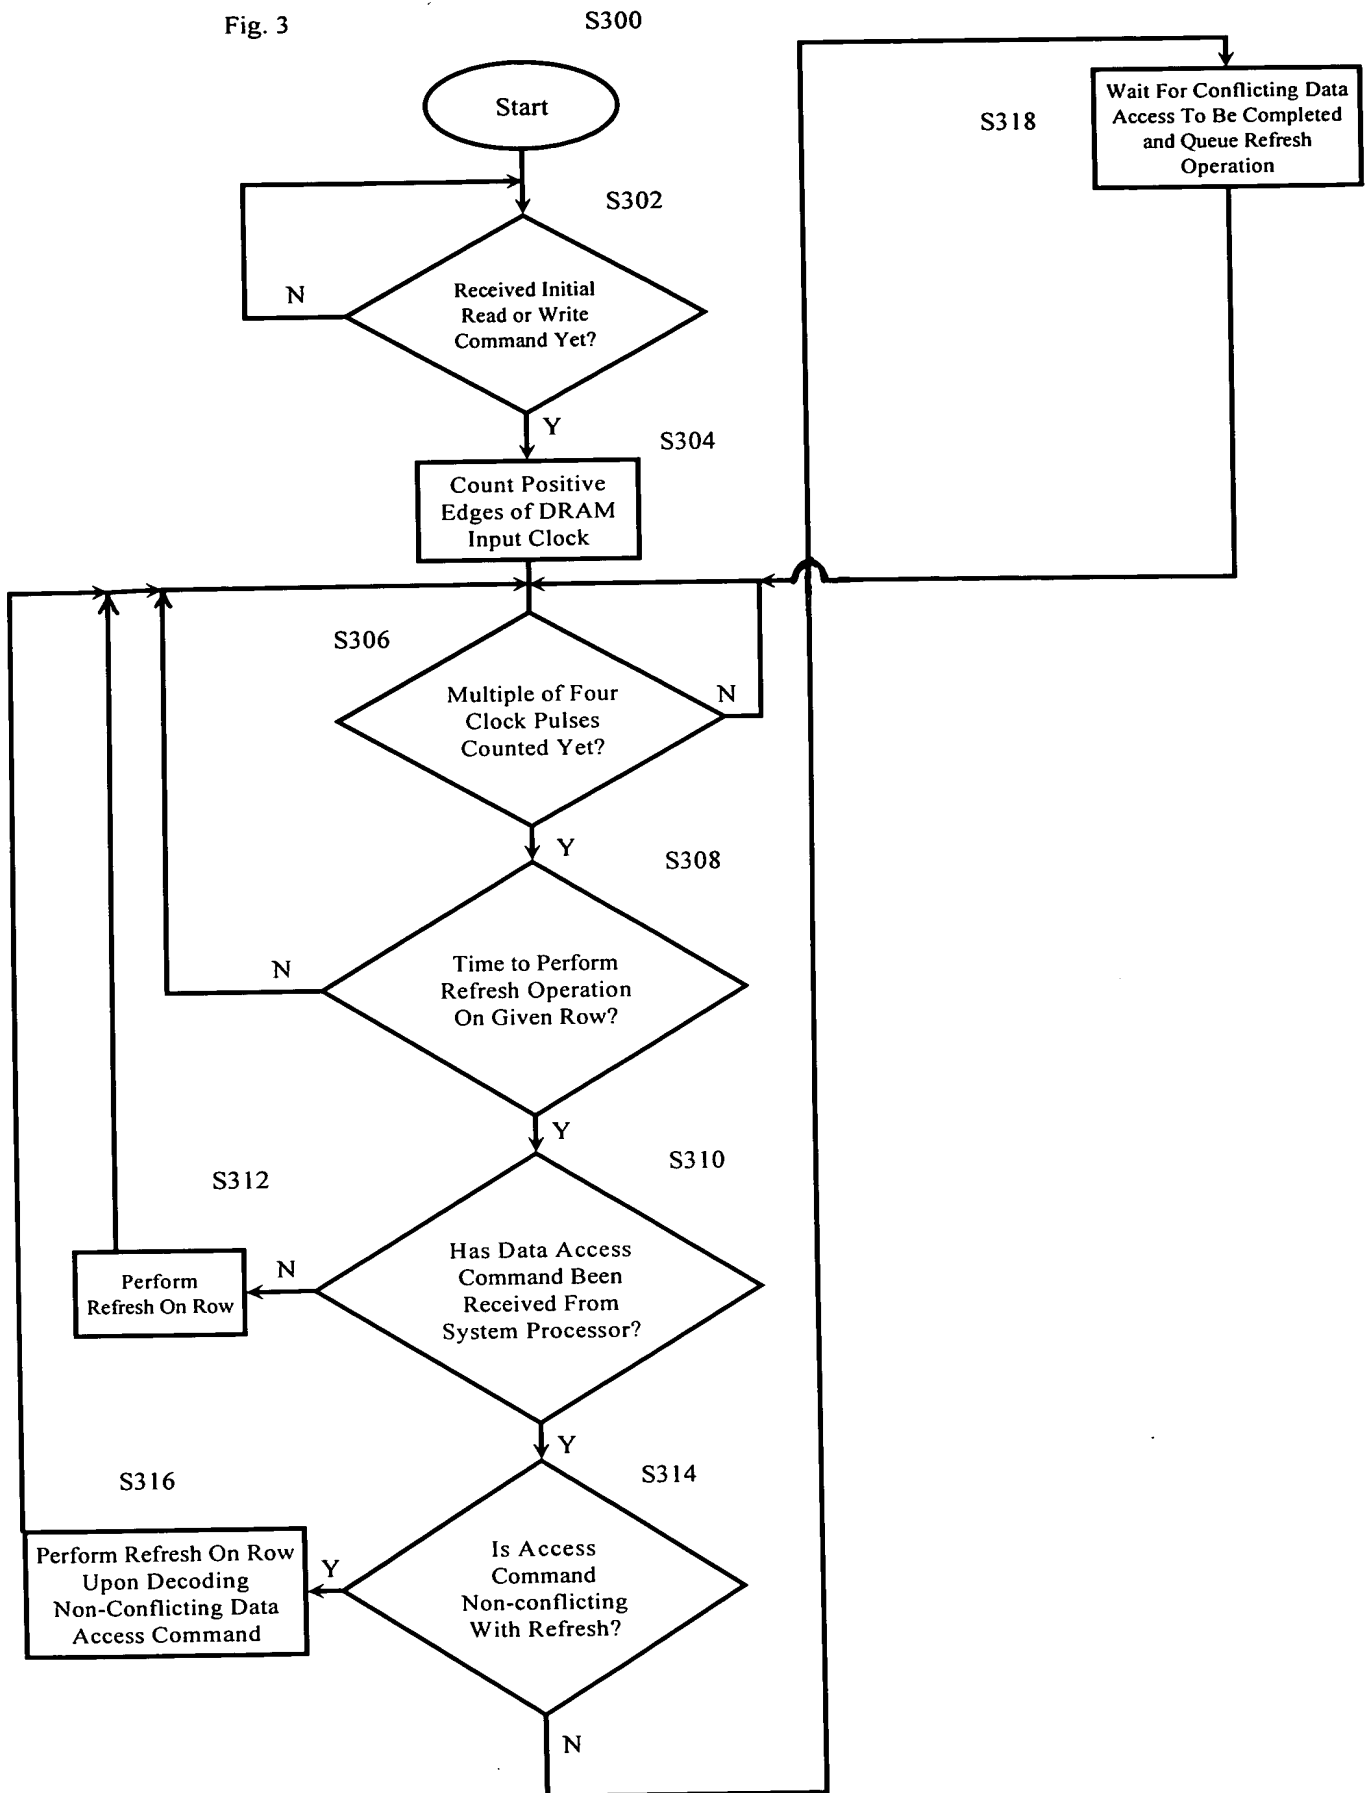 Fig. 3
S300
Start
S318
Wait For Conflicting Data
Access To Be Completed
and Queue Refresh
Operation
S302
N
Received Initial
Read or Write
Command Yet?
Y
S304
Count Positive
Edges of DRAM
Input Clock
S306
Multiple of Four
Clock Pulses
Counted Yet?
N
Y
S308
N
Time to Perform
Refresh Operation
On Given Row?
Y
S310
S312
Perform
Refresh On Row
N
Has Data Access
Command Been
Received From
System Processor?
Y
S314
S316
Perform Refresh On Row
Upon Decoding
Non-Conflicting Data
Access Command
Y
Is Access
Command
Non-conflicting
With Refresh?
N